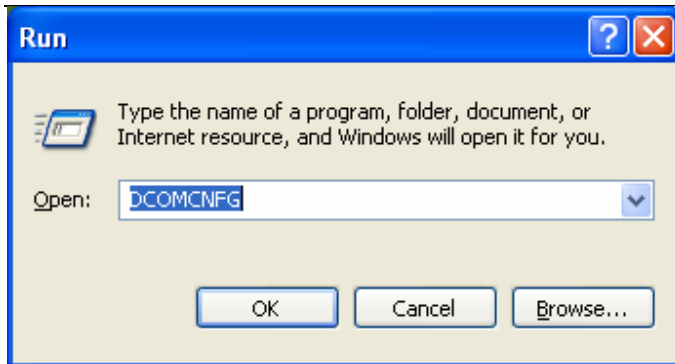 Run
Type the name of a program, folder, document, or
Internet resource, and Windows will open it for you.
Open: DCOMCNFG
OK Cancel Browse...